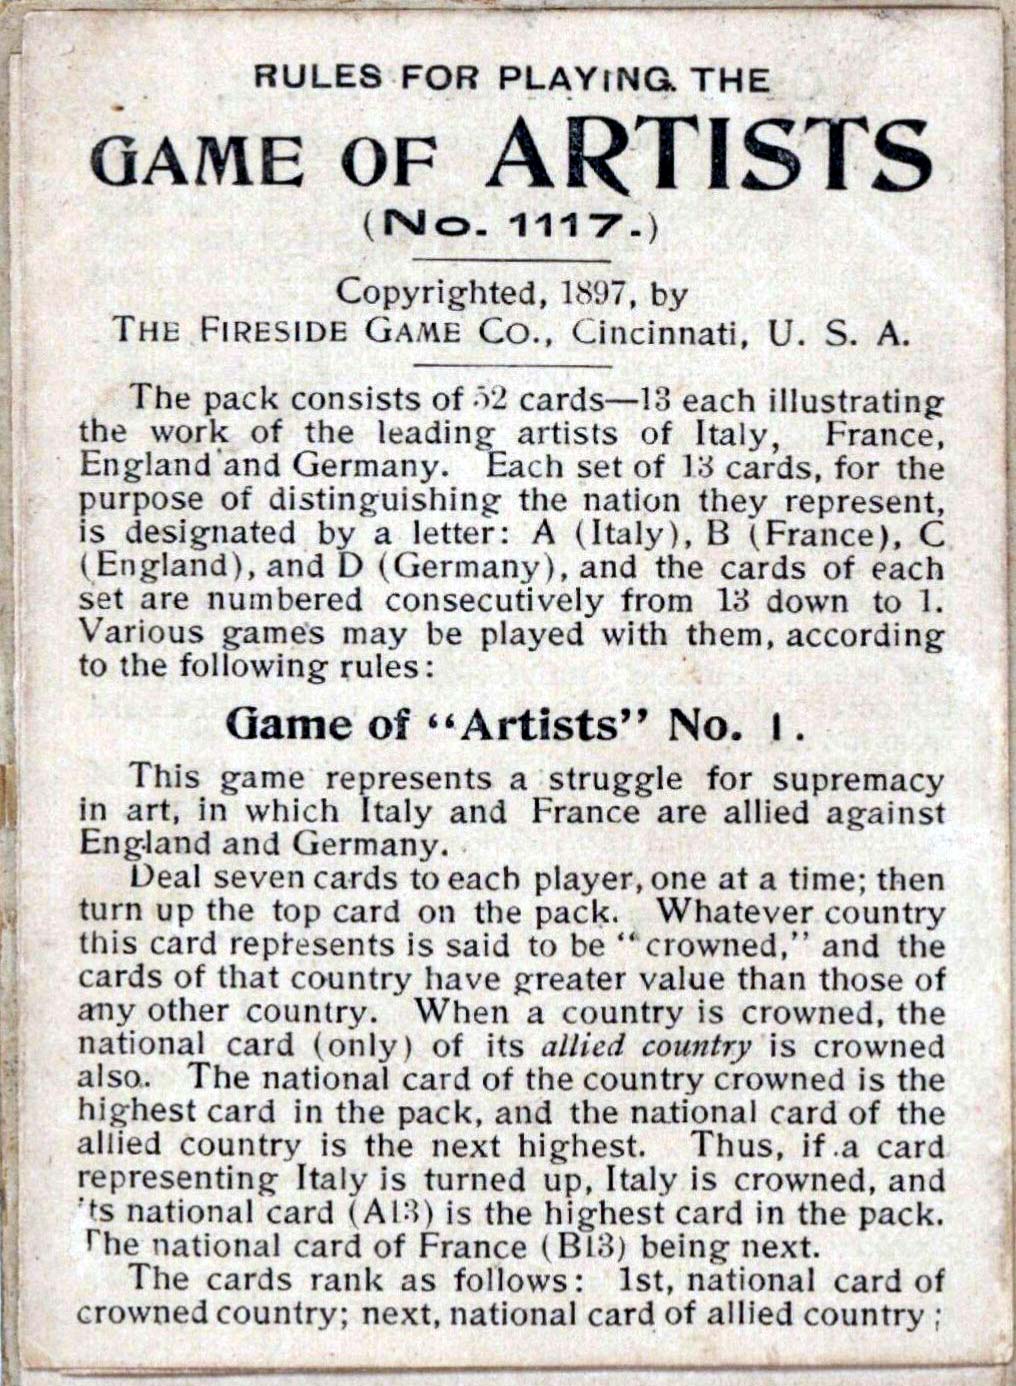 RULES FOR PLAYING THE
GAME OF ARTISTS
(No. 1117.)
Copyrighted, 1897, by
THE FIRESIDE GAME CO., Cincinnati, U. S. A.
The pack consists of 52 cards—13 each illustrating
the work of the leading artists of Italy, France,
England and Germany. Each set of 13 cards, for the
purpose of distinguishing the nation they represent,
is designated by a letter: A (Italy), B (France), C
(England), and D (Germany), and the cards of each
set are numbered consecutively from 13 down to 1.
Various games may be played with them, according
to the following rules:
Game of “Artists” No. 1.
This game represents a struggle for supremacy
in art, in which Italy and France are allied against
England and Germany.
Deal seven cards to each player, one at a time; then
turn up the top card on the pack. Whatever country
this card represents is said to be “crowned,” and the
cards of that country have greater value than those of
any other country. When a country is crowned, the
national card (only) of its allied country is crowned
also. The national card of the country crowned is the
highest card in the pack, and the national card of the
allied country is the next highest. Thus, if a card
representing Italy is turned up, Italy is crowned, and
its national card (A13) is the highest card in the pack.
The national card of France (B13) being next.
The cards rank as follows: 1st, national card of
crowned country; next, national card of allied country;